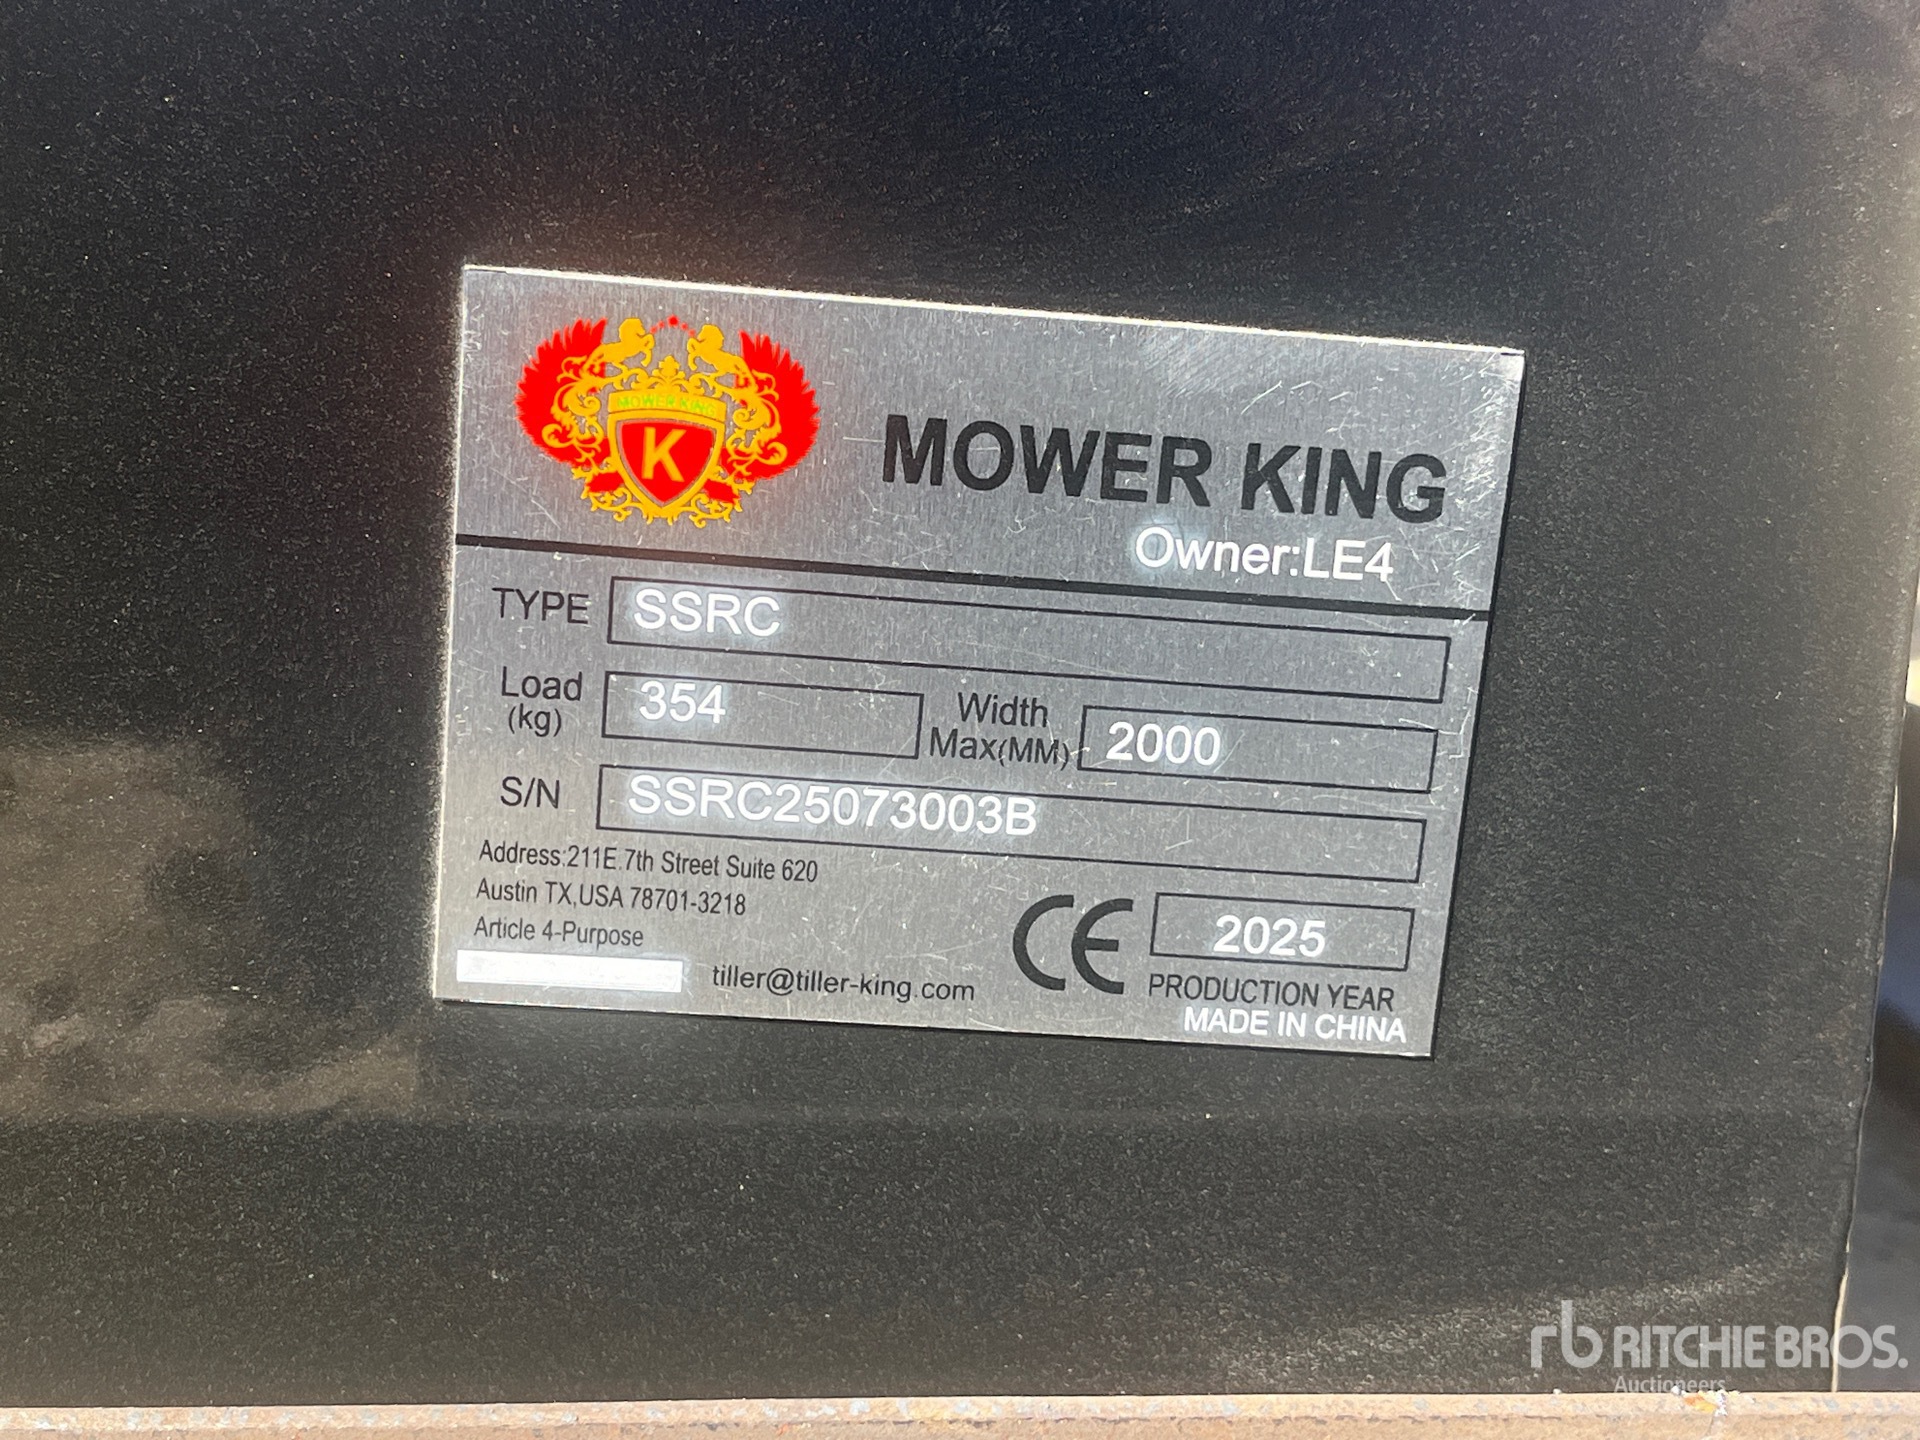 MOWER KING
K
MOWER KING
Owner:LE4
TYPE SSRC
Load (kg) 354 Width Max(MM) 2000
S/N SSRC25073003B
Address:211E.7th Street Suite 620
Austin TX,USA 78701-3218
Article 4-Purpose
tiller@tiller-king.com
CE
2025
PRODUCTION YEAR
MADE IN CHINA
rb RITCHIE BROS.
Auctioneers